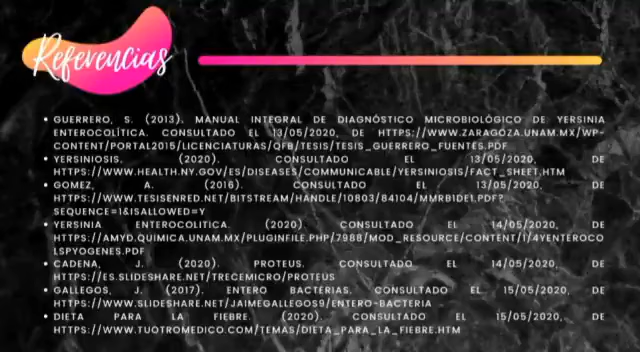 Referencias
• GUERRERO, S. (2013). MANUAL INTEGRAL DE DIAGNÓSTICO MICROBIOLÓGICO DE YERSINIA
ENTEROCOLÍTICA. CONSULTADO EL 13/05/2020, DE HTTPS://WWW.ZARAGOZA.UNAM.MX/WP-
CONTENT/PORTAL2015/LICENCIATURAS/QFB/TESIS/TESIS_GUERRERO_FUENTES.PDF
• YERSINIOSIS. (2020). CONSULTADO EL 13/05/2020, DE
HTTPS://WWW.HEALTH.NY.GOV/ES/DISEASES/COMMUNICABLE/YERSINIOSIS/FACT_SHEET.HTM
• GOMEZ, A. (2016). CONSULTADO EL 13/05/2020, DE
HTTPS://WWW.TESISENRED.NET/BITSTREAM/HANDLE/10803/84104/MMRB1DE1.PDF?
SEQUENCE=1&ISALLOWED=Y
• YERSINIA ENTEROCOLITICA. (2020). CONSULTADO EL 14/05/2020, DE
HTTPS://AMYD.QUIMICA.UNAM.MX/PLUGINFILE.PHP/7988/MOD_RESOURCE/CONTENT/1/4YENTEROCO
LSPYOGENES.PDF
• CADENA, J. (2020). PROTEUS. CONSULTADO EL 14/05/2020, DE
HTTPS://ES.SLIDESHARE.NET/TRECEMICRO/PROTEUS
• GALLEGOS, J. (2017). ENTERO BACTERIAS. CONSULTADO EL 15/05/2020, DE
HTTPS://WWW.SLIDESHARE.NET/JAIMEGALLEGOS9/ENTERO-BACTERIA
• DIETA PARA LA FIEBRE. (2020). CONSULTADO EL 15/05/2020, DE
HTTPS://WWW.TUOTROMEDICO.COM/TEMAS/DIETA_PARA_LA_FIEBRE.HTM